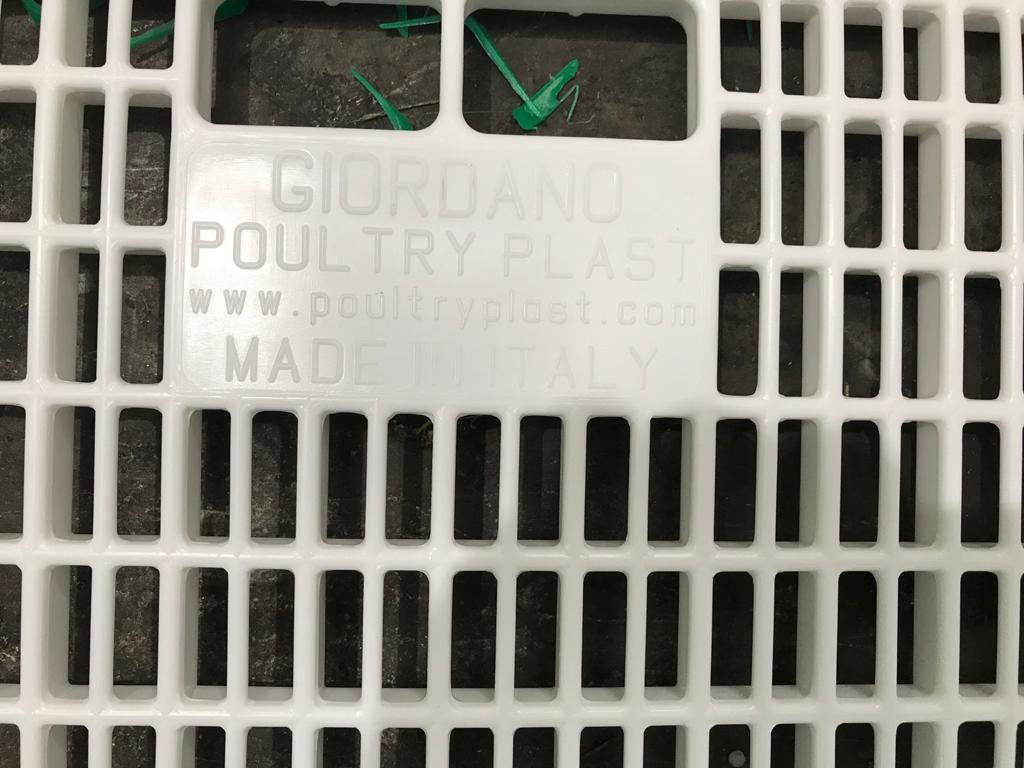 GIORDANO
POULTRY PLAST
www.poultryplast.com
MADE IN ITALY